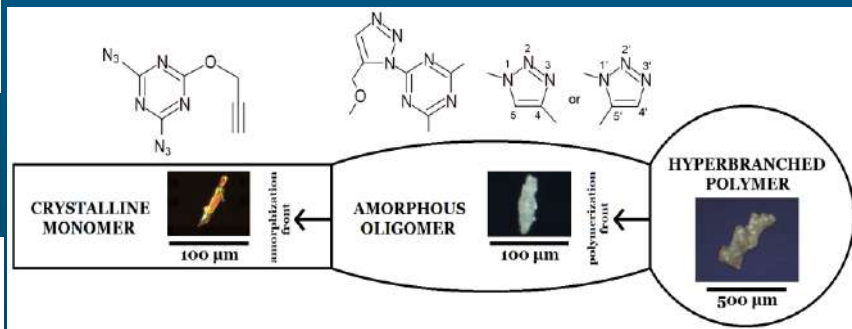 N₃
N
N
N
O
N₃
N
N
N
N
N
N
O
1
2
N
3
N
N
5
4
or
1'
2'
N
3'
N
N
5'
4'
CRYSTALLINE
MONOMER
100 µm
amorphization
front
AMORPHOUS
OLIGOMER
100 µm
polymerization
front
HYPERBRANCHED
POLYMER
500 µm